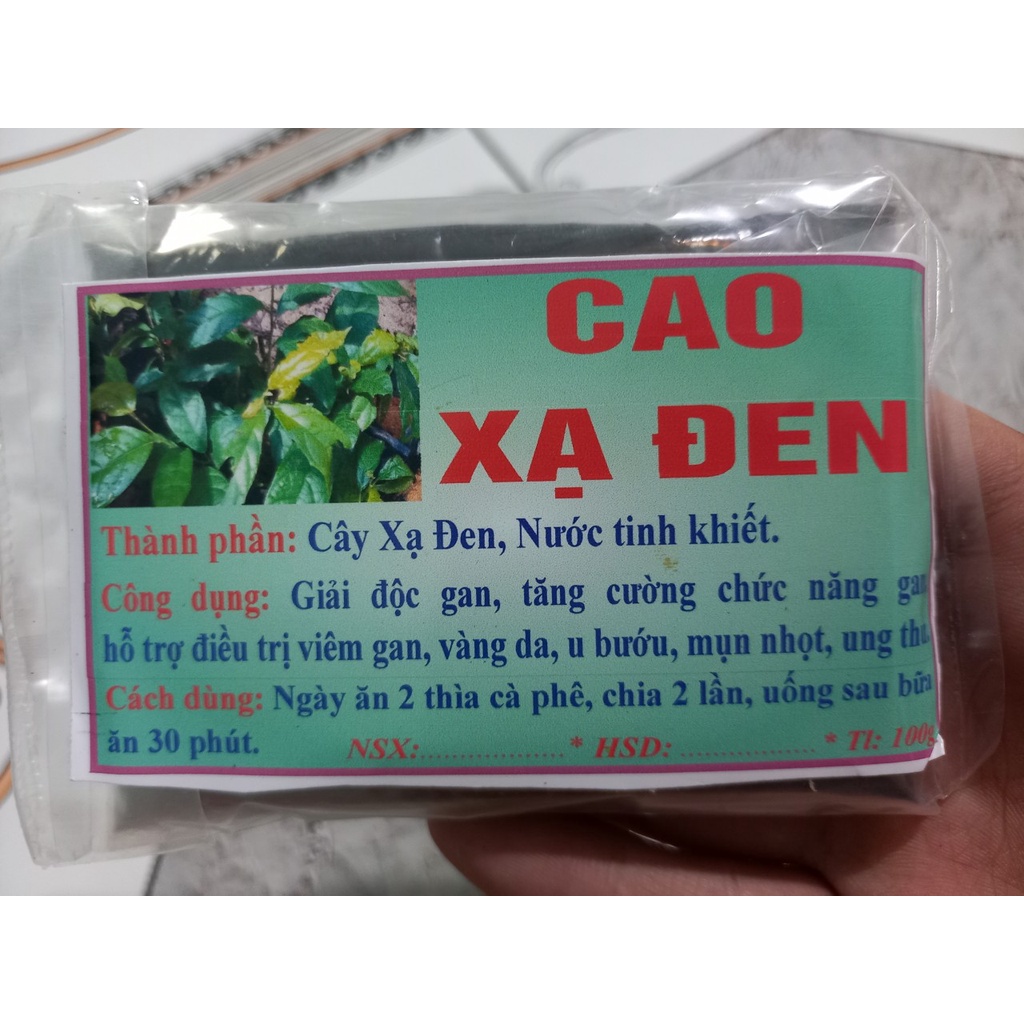 CAO
XẠ ĐEN
Thành phần: Cây Xạ Đen, Nước tinh khiết.
Công dụng: Giải độc gan, tăng cường chức năng gan
hỗ trợ điều trị viêm gan, vàng da, u bướu, mụn nhọt, ung thư.
Cách dùng: Ngày ăn 2 thìa cà phê, chia 2 lần, uống sau bữa
ăn 30 phút. NSX:................* HSD: ................ * Tl: 100g